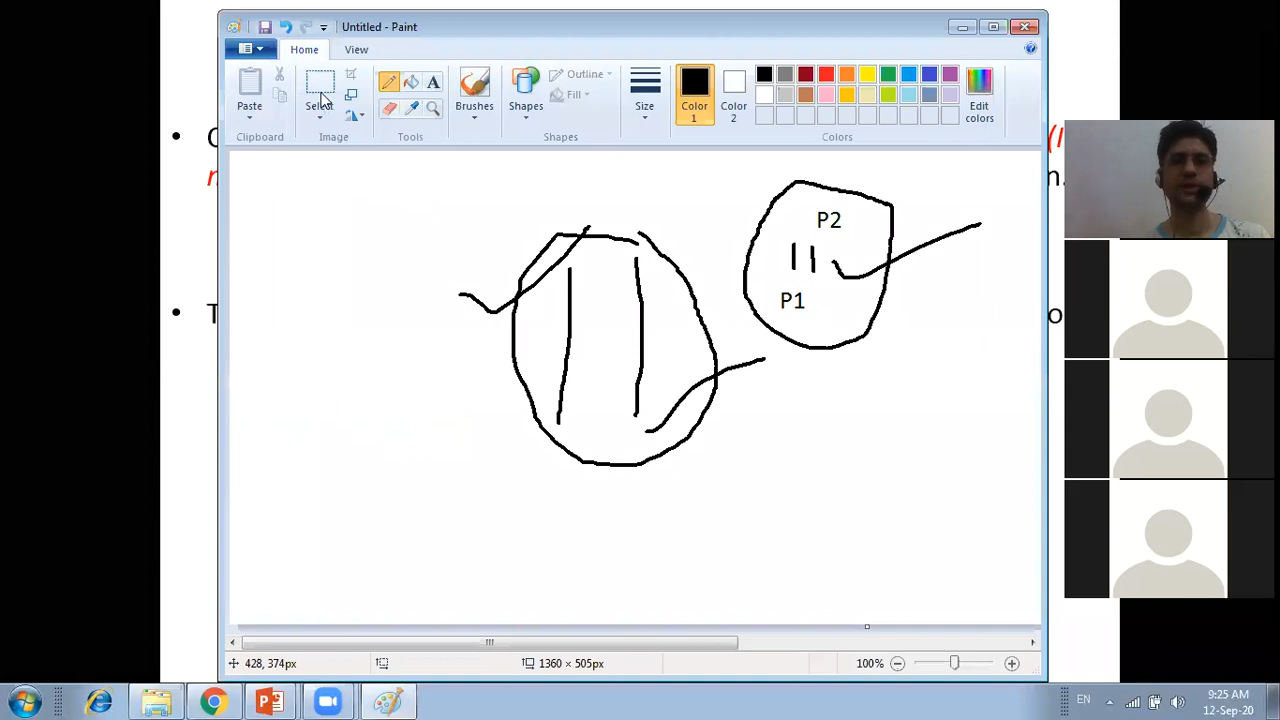 Untitled - Paint
Home View
Paste Select Brushes Shapes Outline Fill Size Color 1 Color 2 Edit colors
Clipboard Image Tools Shapes Colors
P2
P1
428, 374px 1360 × 505px 100%
EN 9:25 AM
12-Sep-20